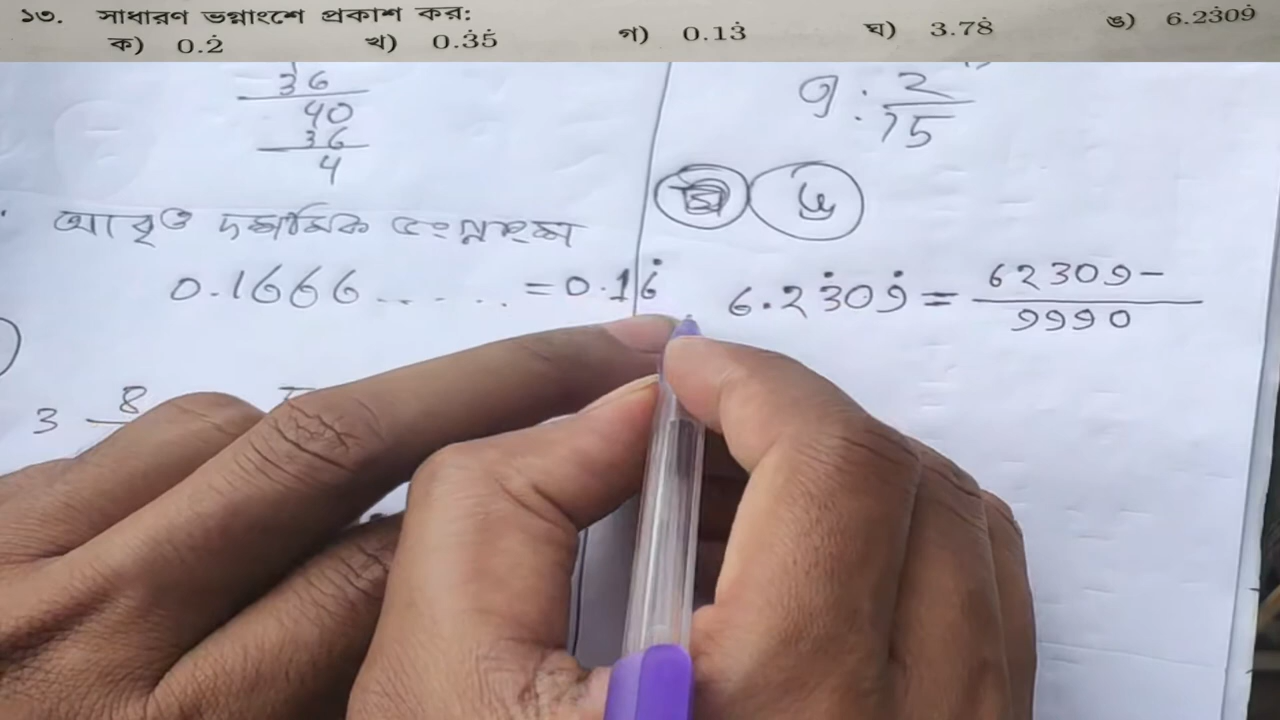 ১৩. সাধারণ ভগ্নাংশে প্রকাশ কর:
ক) 0.2̇ খ) 0.3̇5̇ গ) 0.13̇ ঘ) 3.78̇ ঙ) 6.23̇09̇
36
40
36
4
আবৃত দশমিক ভগ্নাংশ
0.1666...... = 0.16̇
3 8
9 : 2/15
ঙ
6.23̇09̇ = 62309-/9990